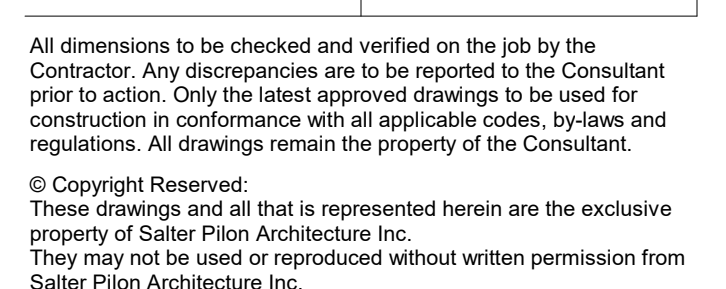 All dimensions to be checked and verified on the job by the
Contractor. Any discrepancies are to be reported to the Consultant
prior to action. Only the latest approved drawings to be used for
construction in conformance with all applicable codes, by-laws and
regulations. All drawings remain the property of the Consultant.
© Copyright Reserved:
These drawings and all that is represented herein are the exclusive
property of Salter Pilon Architecture Inc.
They may not be used or reproduced without written permission from
Salter Pilon Architecture Inc.